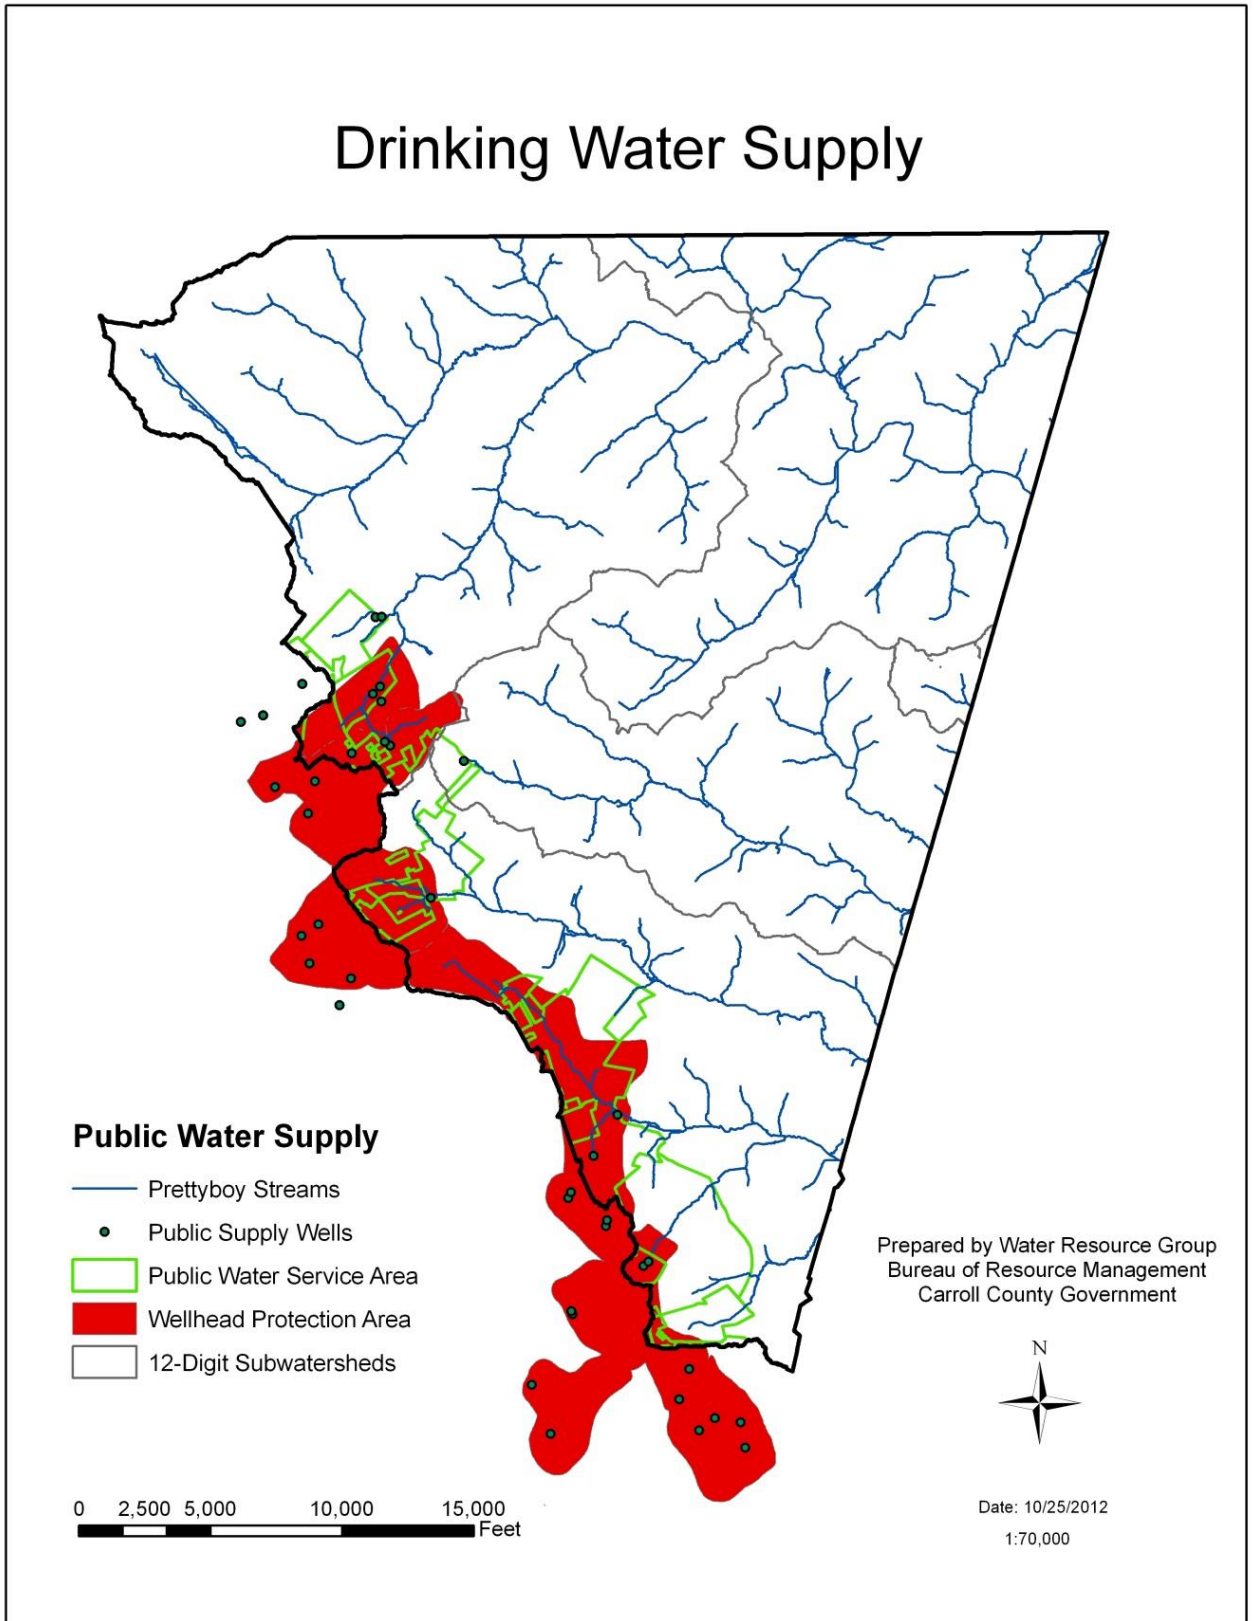 Drinking Water Supply
Public Water Supply
Prettyboy Streams
Public Supply Wells
Public Water Service Area
Wellhead Protection Area
12-Digit Subwatersheds
Prepared by Water Resource Group
Bureau of Resource Management
Carroll County Government
N
0 2,500 5,000 10,000 15,000
Feet
Date: 10/25/2012
1:70,000